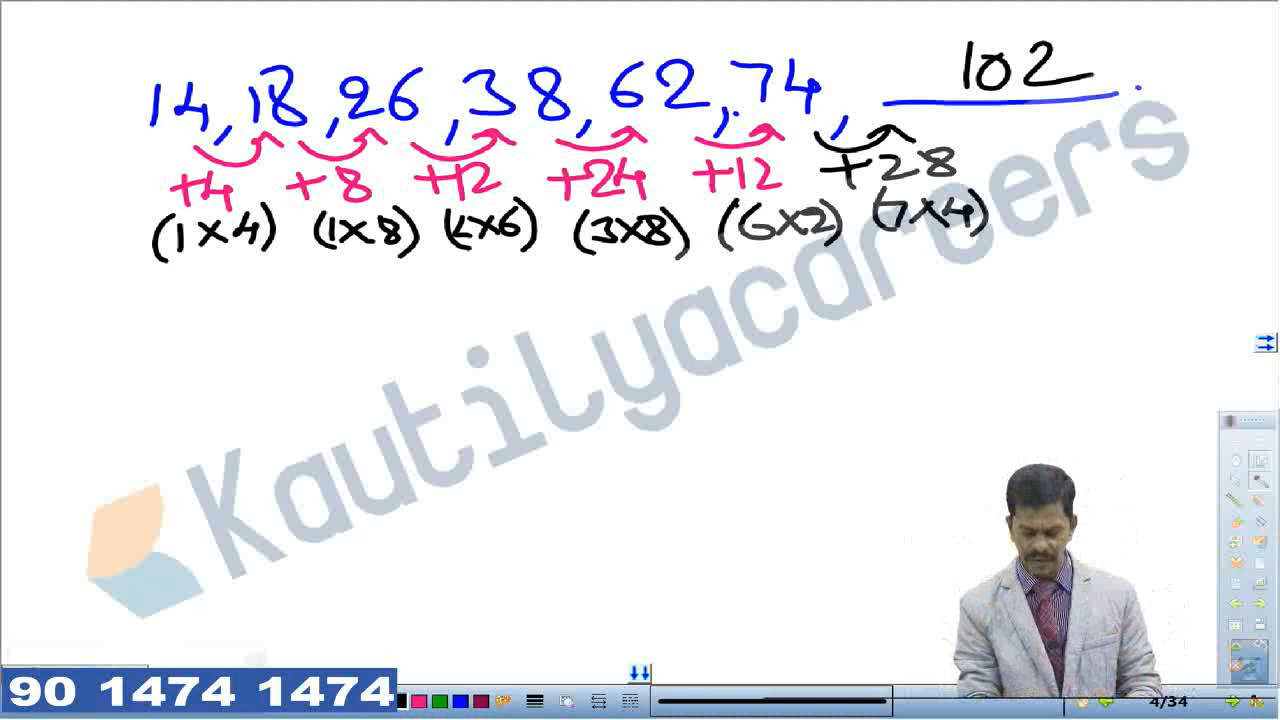 14, 18, 26, 38, 62, 74, 102
+4 +8 +12 +24 +12 +28
(1×4) (1×8) (2×6) (3×8) (6×2) (7×4)
Kautilyacareers
90 1474 1474
4/34